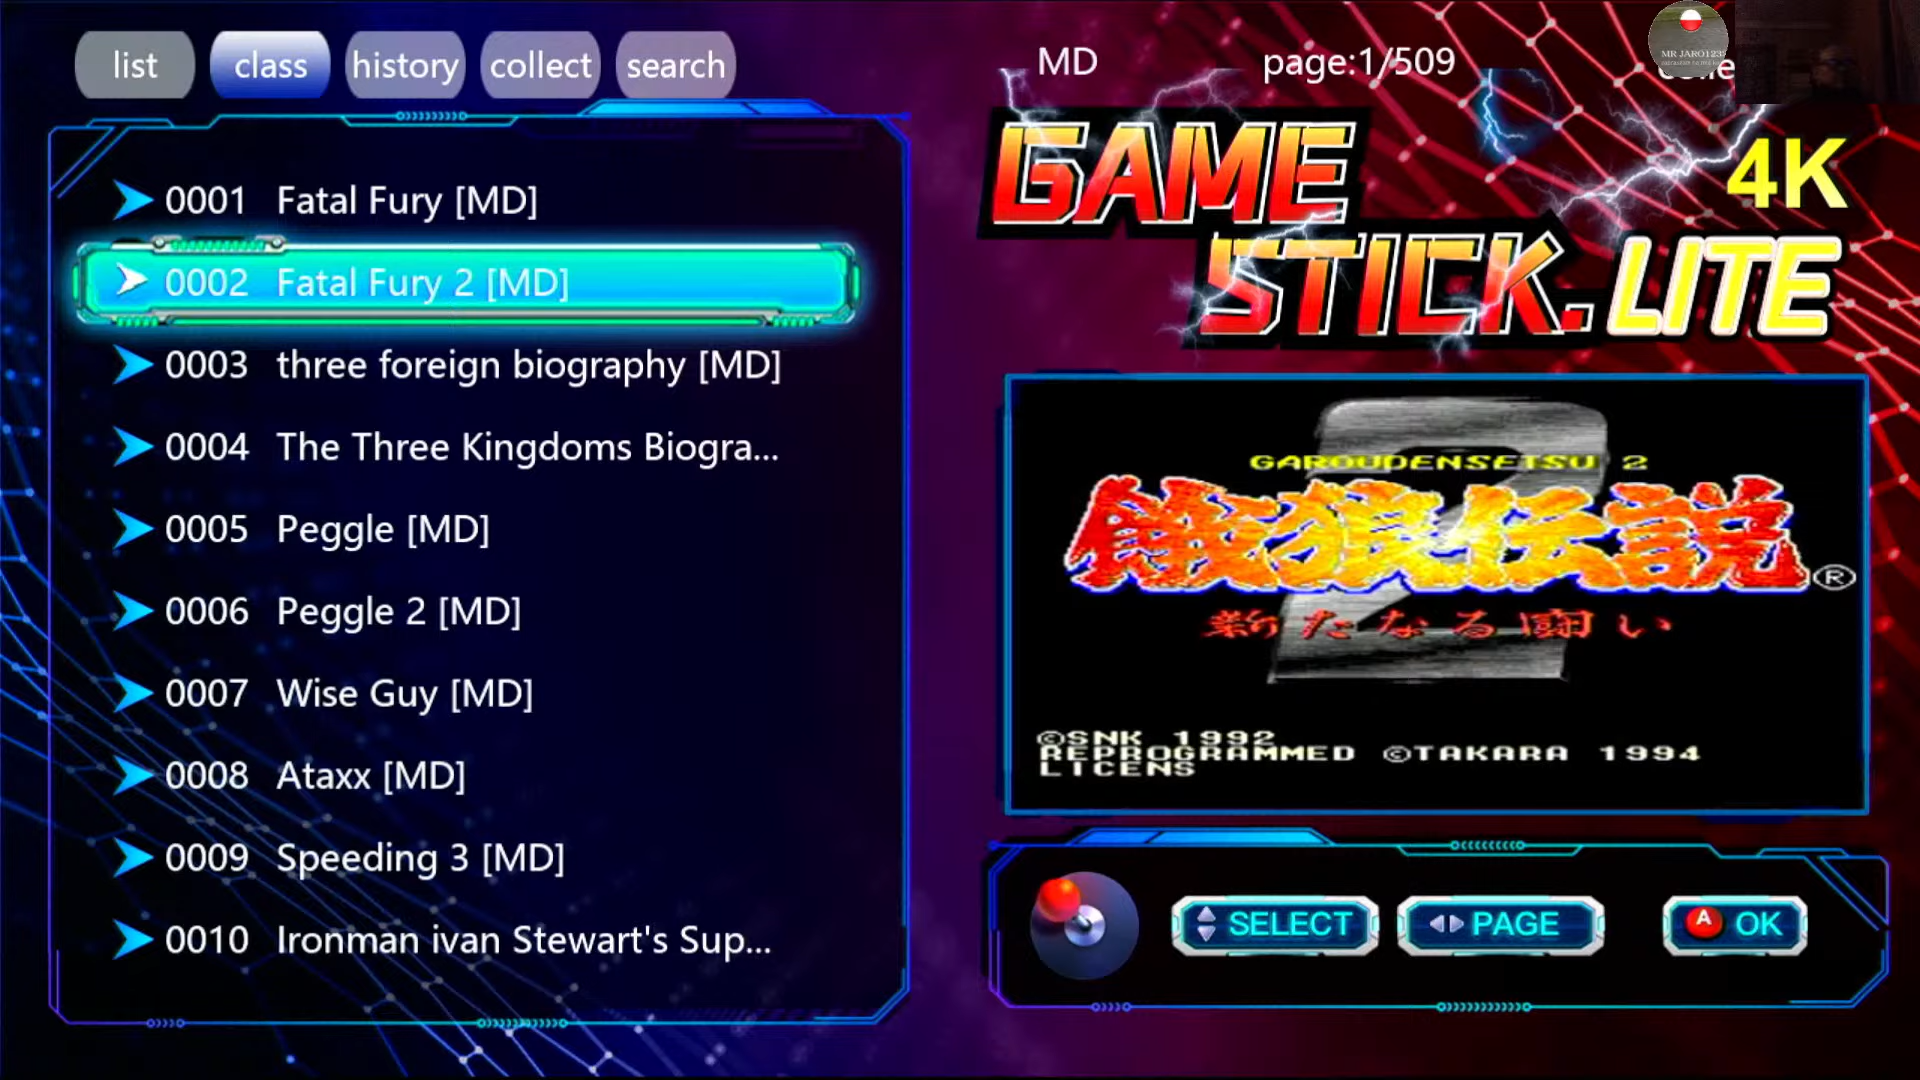 list class history collect search
MD page:1/509
MR JARO123
GAME
STICK. LITE
4K
0001 Fatal Fury [MD]
0002 Fatal Fury 2 [MD]
0003 three foreign biography [MD]
0004 The Three Kingdoms Biogra...
0005 Peggle [MD]
0006 Peggle 2 [MD]
0007 Wise Guy [MD]
0008 Ataxx [MD]
0009 Speeding 3 [MD]
0010 Ironman ivan Stewart's Sup...
2
GAROUDENSETSU 2
餓狼伝説®
新たなる闘い
©SNK 1992
REPROGRAMMED ©TAKARA 1994
LICENS
SELECT PAGE A OK